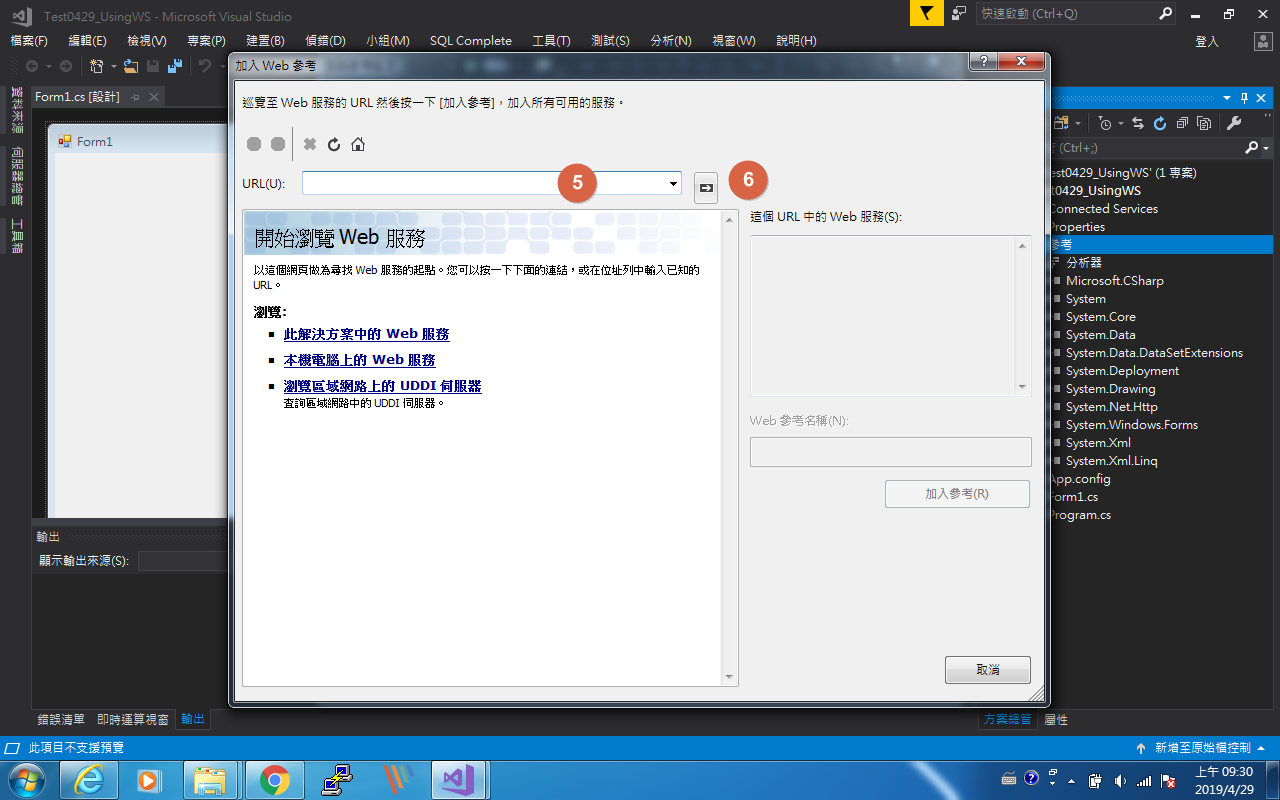 Test0429_UsingWS - Microsoft Visual Studio
快速啟動 (Ctrl+Q)
檔案(F) 編輯(E) 檢視(V) 專案(P) 建置(B) 偵錯(D) 小組(M) SQL Complete 工具(T) 測試(S) 分析(N) 視窗(W) 說明(H)
登入
加入 Web 參考
資料來源
伺服器總管
工具箱
Form1.cs [設計]
Form1
巡覽至 Web 服務的 URL 然後按一下 [加入參考]，加入所有可用的服務。
URL(U):
5
6
開始瀏覽 Web 服務
以這個網頁做為尋找 Web 服務的起點。您可以按一下下面的連結，或在位址列中輸入已知的
URL。
瀏覽:
此解決方案中的 Web 服務
本機電腦上的 Web 服務
瀏覽區域網路上的 UDDI 伺服器
查詢區域網路中的 UDDI 伺服器。
這個 URL 中的 Web 服務(S):
Web 參考名稱(N):
加入參考(R)
取消
(Ctrl+;)
est0429_UsingWS' (1 專案)
t0429_UsingWS
Connected Services
Properties
參考
分析器
Microsoft.CSharp
System
System.Core
System.Data
System.Data.DataSetExtensions
System.Deployment
System.Drawing
System.Net.Http
System.Windows.Forms
System.Xml
System.Xml.Linq
App.config
Form1.cs
Program.cs
輸出
顯示輸出來源(S):
錯誤清單 即時運算視窗 輸出
方案總管 屬性
此項目不支援預覽
新增至原始檔控制
上午 09:30
2019/4/29